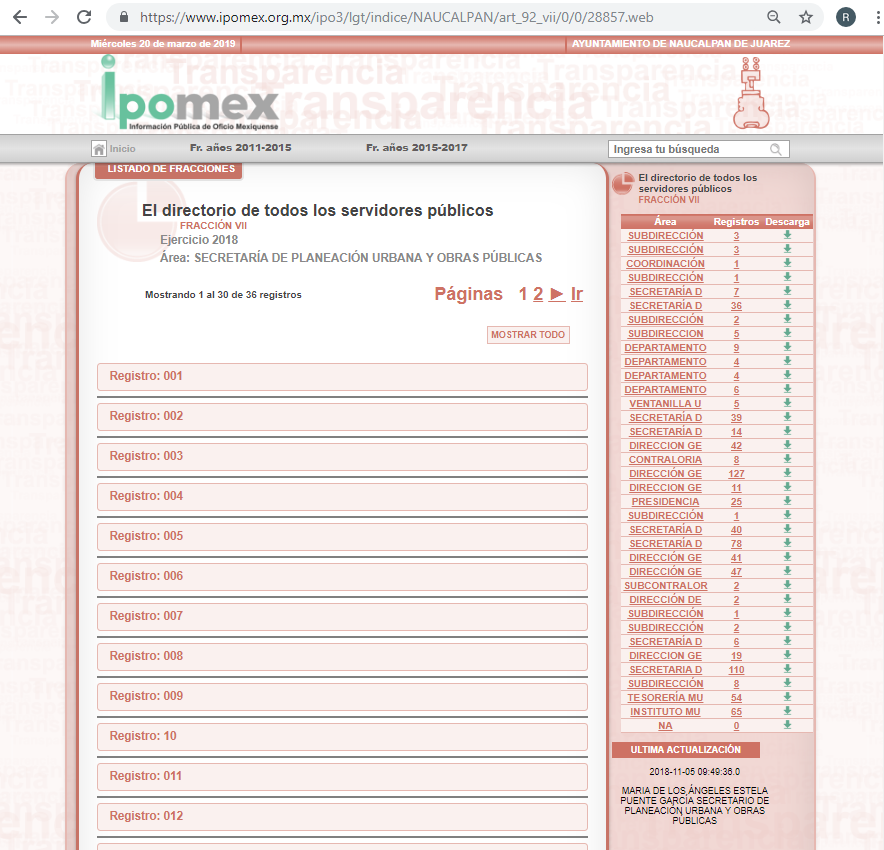 https://www.ipomex.org.mx/ipo3/lgt/indice/NAUCALPAN/art_92_vii/0/0/28857.web
R
Miércoles 20 de marzo de 2019
AYUNTAMIENTO DE NAUCALPAN DE JUAREZ
Transparencia
ipomex
Información Pública de Oficio Mexiquense
Inicio
Fr. años 2011-2015
Fr. años 2015-2017
Ingresa tu búsqueda
LISTADO DE FRACCIONES
El directorio de todos los servidores públicos
FRACCIÓN VII
Ejercicio 2018
Área: SECRETARÍA DE PLANEACIÓN URBANA Y OBRAS PÚBLICAS
Mostrando 1 al 30 de 36 registros
Páginas 1 2 ► Ir
MOSTRAR TODO
Registro: 001
Registro: 002
Registro: 003
Registro: 004
Registro: 005
Registro: 006
Registro: 007
Registro: 008
Registro: 009
Registro: 10
Registro: 011
Registro: 012
El directorio de todos los
servidores públicos
FRACCIÓN VII
Área Registros Descarga
SUBDIRECCIÓN 3
SUBDIRECCIÓN 3
COORDINACIÓN 1
SUBDIRECCIÓN 1
SECRETARÍA D 7
SECRETARÍA D 36
SUBDIRECCIÓN 2
SUBDIRECCION 5
DEPARTAMENTO 9
DEPARTAMENTO 4
DEPARTAMENTO 4
DEPARTAMENTO 6
VENTANILLA U 5
SECRETARÍA D 39
SECRETARÍA D 14
DIRECCION GE 42
CONTRALORIA 8
DIRECCIÓN GE 127
DIRECCION GE 11
PRESIDENCIA 25
SUBDIRECCIÓN 1
SECRETARÍA D 40
SECRETARÍA D 78
DIRECCIÓN GE 41
DIRECCIÓN GE 47
SUBCONTRALOR 2
DIRECCIÓN DE 2
SUBDIRECCIÓN 1
SUBDIRECCIÓN 2
SECRETARÍA D 6
DIRECCION GE 19
SECRETARIA D 110
SUBDIRECCIÓN 8
TESORERÍA MU 54
INSTITUTO MU 65
NA 0
ULTIMA ACTUALIZACIÓN
2018-11-05 09:49:36.0
MARIA DE LOS ÁNGELES ESTELA
PUENTE GARCÍA SECRETARIO DE
PLANEACIÓN URBANA Y OBRAS
PÚBLICAS